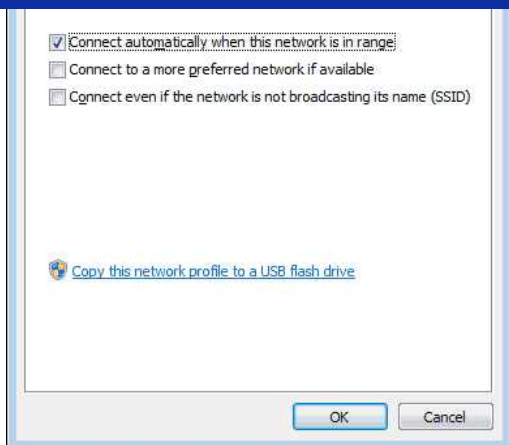 Connect automatically when this network is in range
Connect to a more preferred network if available
Connect even if the network is not broadcasting its name (SSID)
Copy this network profile to a USB flash drive
OK
Cancel